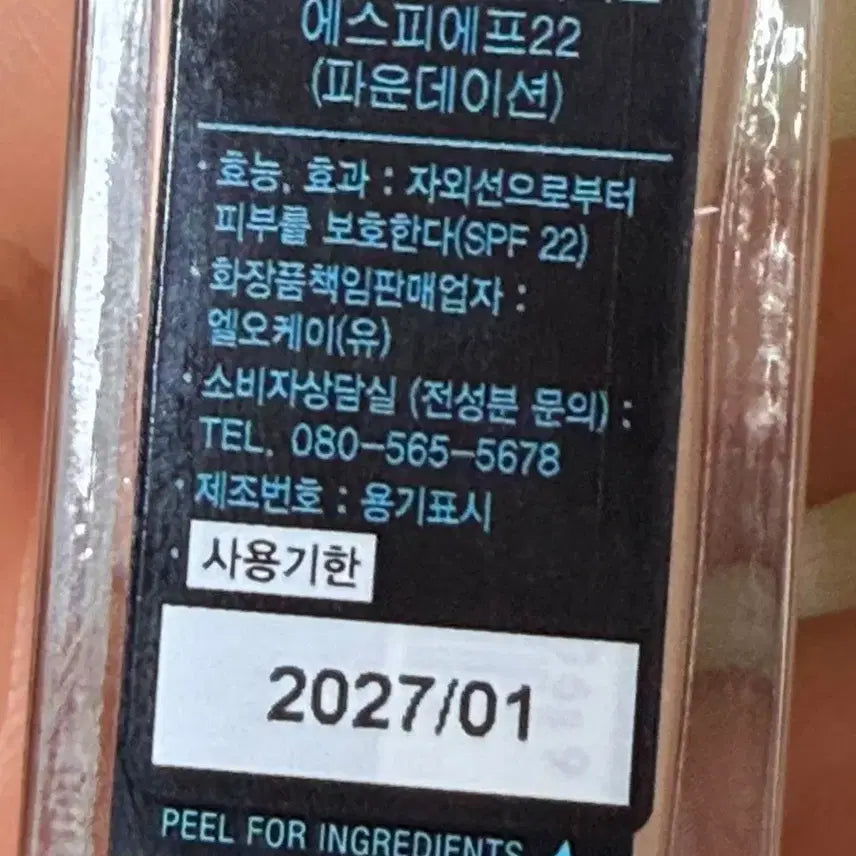 에스피에프22
(파운데이션)
· 효능, 효과 : 자외선으로부터
피부를 보호한다(SPF 22)
· 화장품책임판매업자 :
엘오케이(유)
· 소비자상담실 (전성분 문의) :
TEL. 080-565-5678
· 제조번호 : 용기표시
· 사용기한
2027/01
PEEL FOR INGREDIENTS